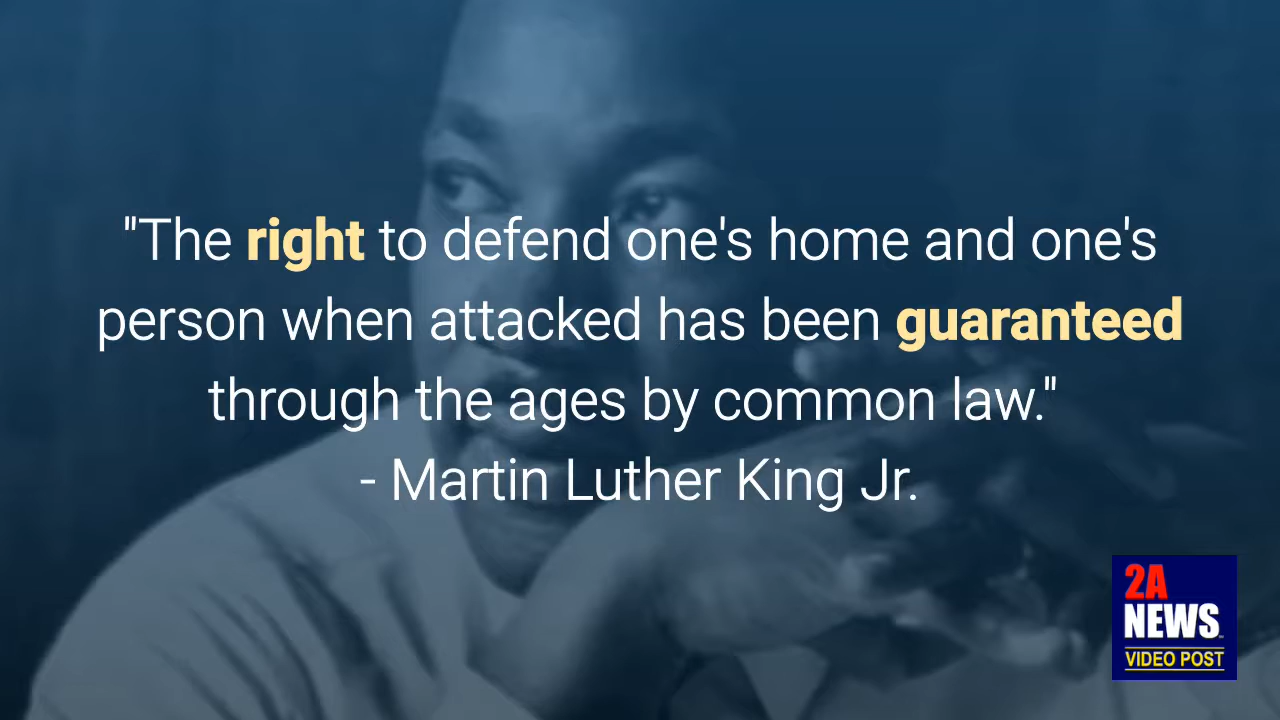 "The right to defend one's home and one's
person when attacked has been guaranteed
through the ages by common law."
- Martin Luther King Jr.
2A
NEWS
VIDEO POST